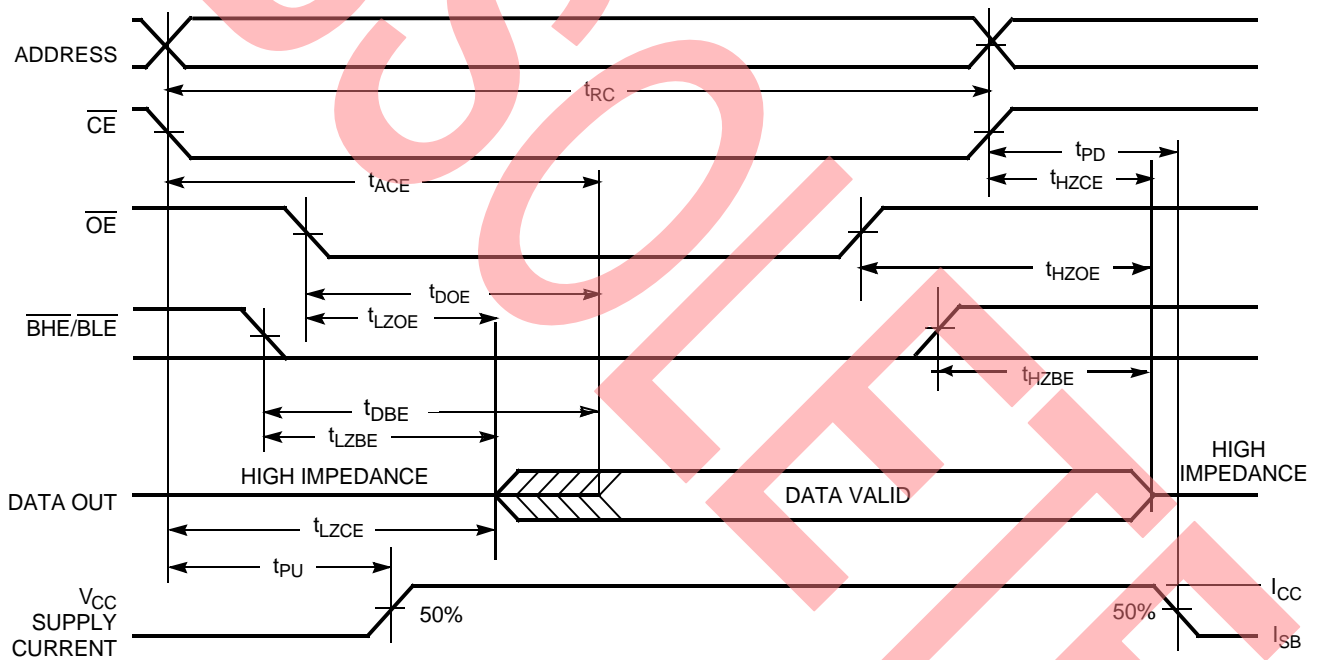 ADDRESS
tRC
CE
tPD
tHZCE
tACE
OE
tHZOE
tDOE
tLZOE
BHE/BLE
tHZBE
tDBE
tLZBE
HIGH IMPEDANCE
HIGH
IMPEDANCE
DATA OUT
DATA VALID
tLZCE
tPU
VCC
SUPPLY
CURRENT
50%
50%
ICC
ISB
SOLETE